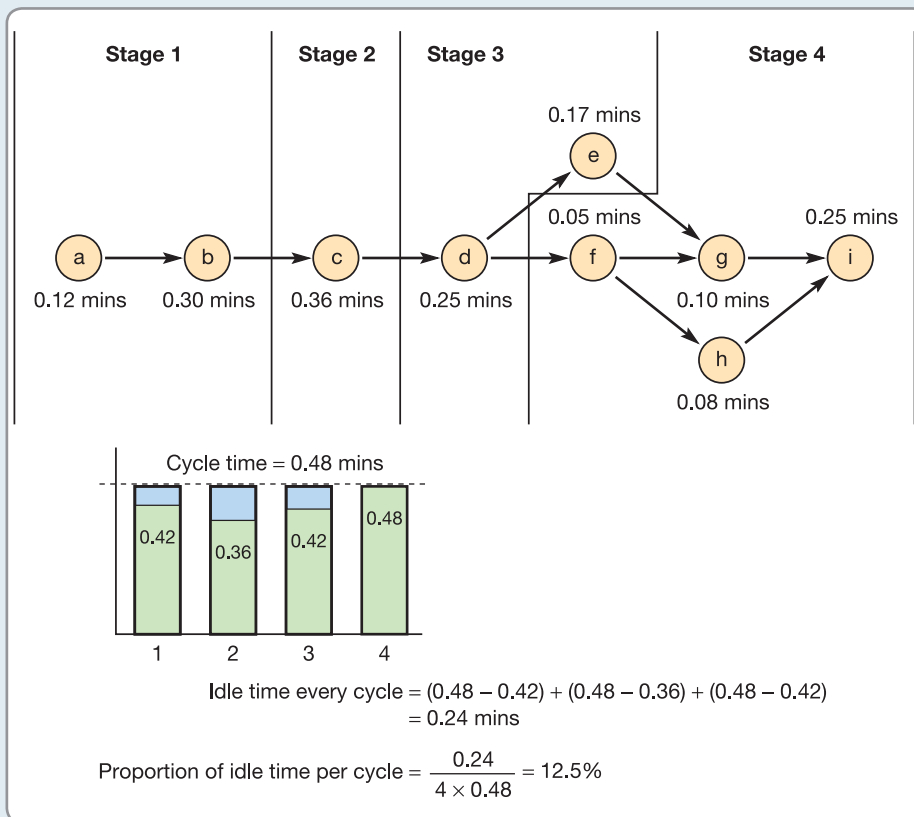 Stage 1 Stage 2 Stage 3 Stage 4
0.17 mins
e
0.05 mins 0.25 mins
a b c d f g i
0.12 mins 0.30 mins 0.36 mins 0.25 mins 0.10 mins
h
0.08 mins
Cycle time = 0.48 mins
0.42 0.36 0.42 0.48
1 2 3 4
Idle time every cycle = (0.48 – 0.42) + (0.48 – 0.36) + (0.48 – 0.42)
= 0.24 mins
Proportion of idle time per cycle = 0.24 / 4 × 0.48 = 12.5%